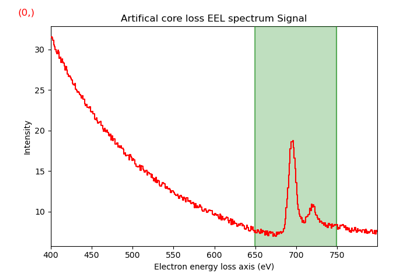 (0,)
Artifical core loss EEL spectrum Signal
Intensity
30
25
20
15
10
400 450 500 550 600 650 700 750
Electron energy loss axis (eV)